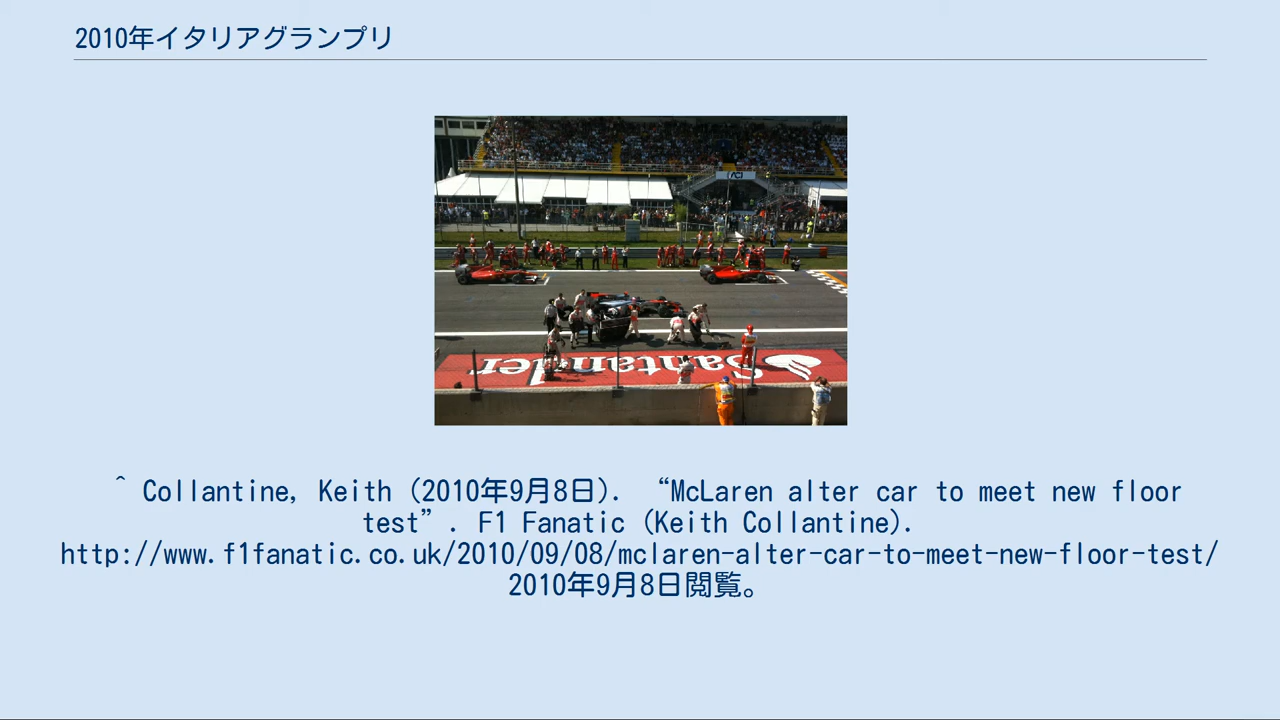 2010年イタリアグランプリ
ACI
Santander
^ Collantine, Keith (2010年9月8日). “McLaren alter car to meet new floor
test”. F1 Fanatic (Keith Collantine).
http://www.f1fanatic.co.uk/2010/09/08/mclaren-alter-car-to-meet-new-floor-test/
2010年9月8日閲覧。